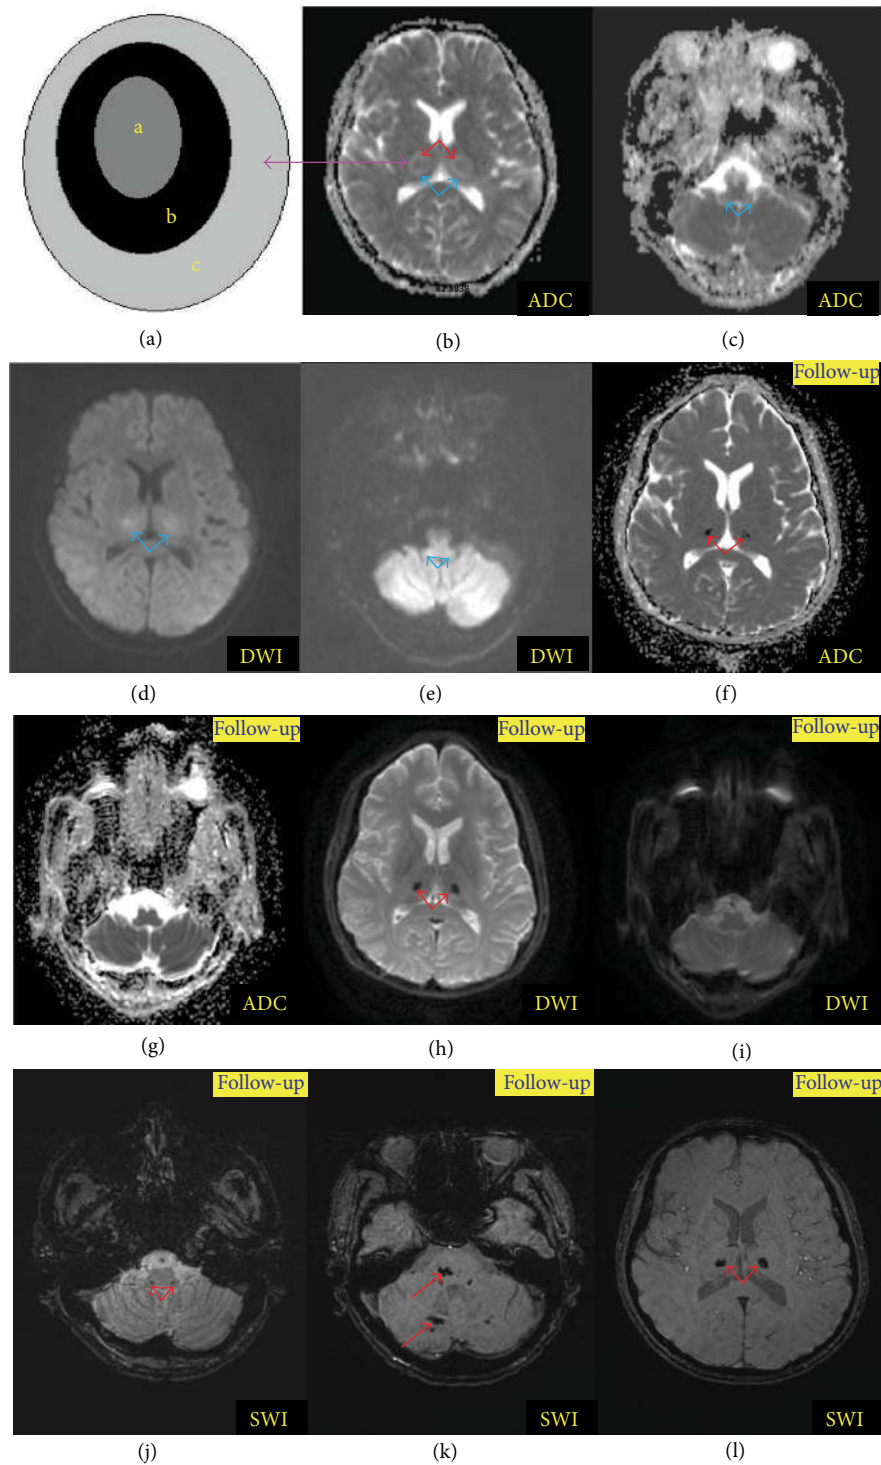 a
b
c
ADC
ADC
(a)
(b)
(c)
Follow-up
DWI
DWI
ADC
(d)
(e)
(f)
Follow-up
Follow-up
Follow-up
ADC
DWI
DWI
(g)
(h)
(i)
Follow-up
Follow-up
Follow-up
SWI
SWI
SWI
(j)
(k)
(l)